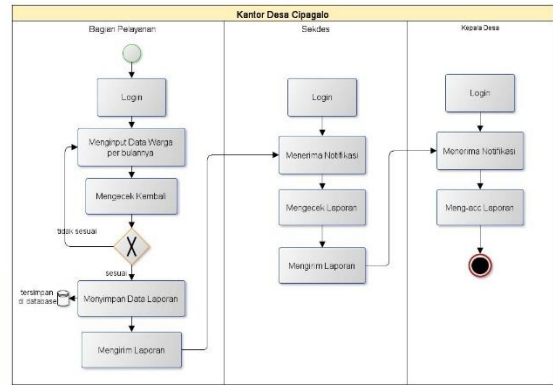 Kantor Desa Cipagalo
Bagian Pelayanan
Login
Menginput Data Warga
per bulannya
Mengecek Kembali
tidak sesuai
X
sesuai
tersimpan
di database
Menyimpan Data Laporan
Mengirim Laporan
Sekdes
Login
Menerima Notifikasi
Mengecek Laporan
Mengirim Laporan
Kepala Desa
Login
Menerima Notifikasi
Meng-acc Laporan